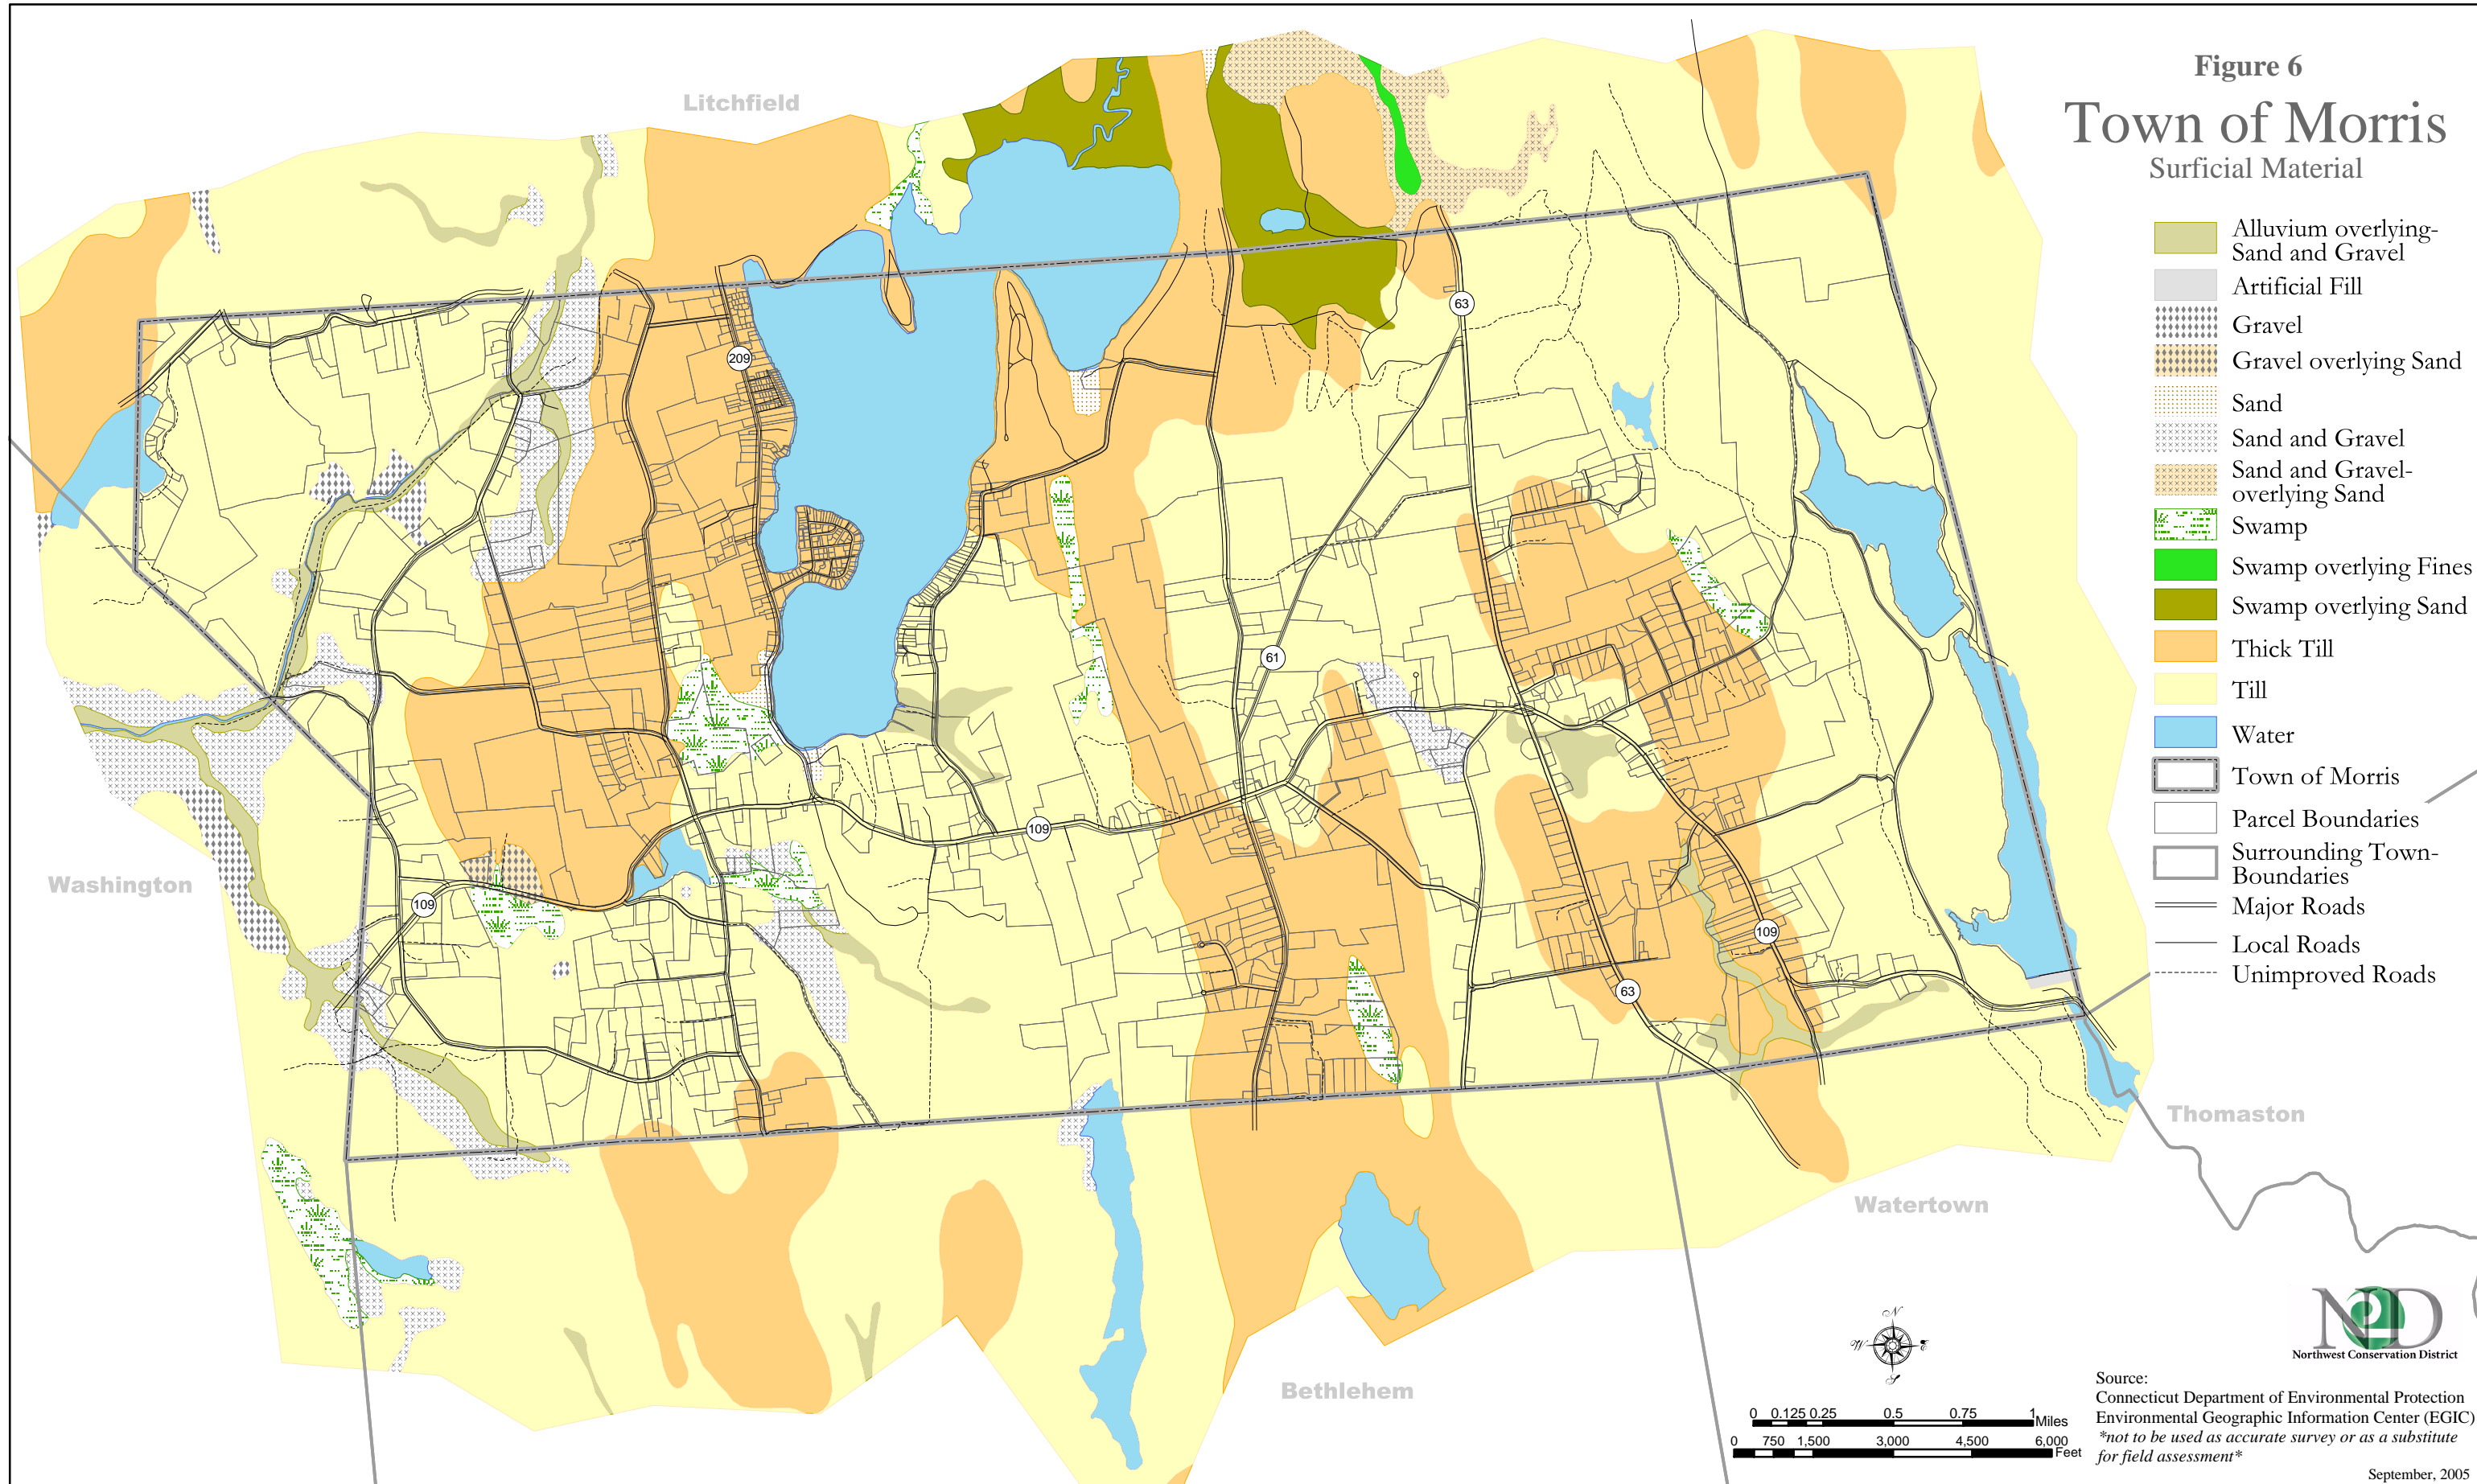 Figure 6
Town of Morris
Surficial Material
Alluvium overlying-
Sand and Gravel
Artificial Fill
Gravel
Gravel overlying Sand
Sand
Sand and Gravel
Sand and Gravel-
overlying Sand
Swamp
Swamp overlying Fines
Swamp overlying Sand
Thick Till
Till
Water
Town of Morris
Parcel Boundaries
Surrounding Town-
Boundaries
Major Roads
Local Roads
Unimproved Roads
Litchfield
63
209
61
109
Washington
109
109
63
Thomaston
Watertown
Bethlehem
N
W E
S
0 0.125 0.25 0.5 0.75 1 Miles
0 750 1,500 3,000 4,500 6,000 Feet
NCD
Northwest Conservation District
Source:
Connecticut Department of Environmental Protection
Environmental Geographic Information Center (EGIC)
*not to be used as accurate survey or as a substitute
for field assessment*
September, 2005